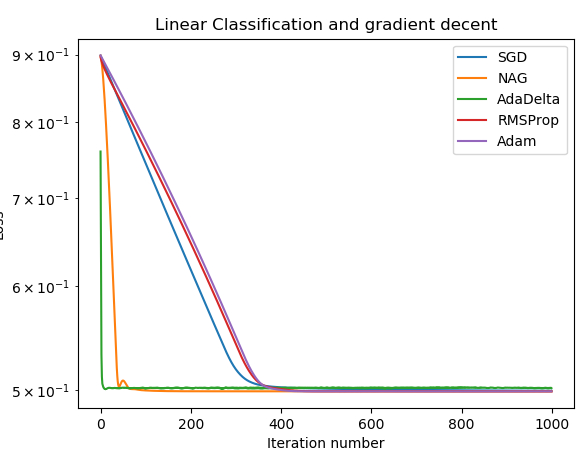 Linear Classification and gradient decent
9 × 10⁻¹
8 × 10⁻¹
7 × 10⁻¹
6 × 10⁻¹
5 × 10⁻¹
Loss
SGD
NAG
AdaDelta
RMSProp
Adam
0 200 400 600 800 1000
Iteration number